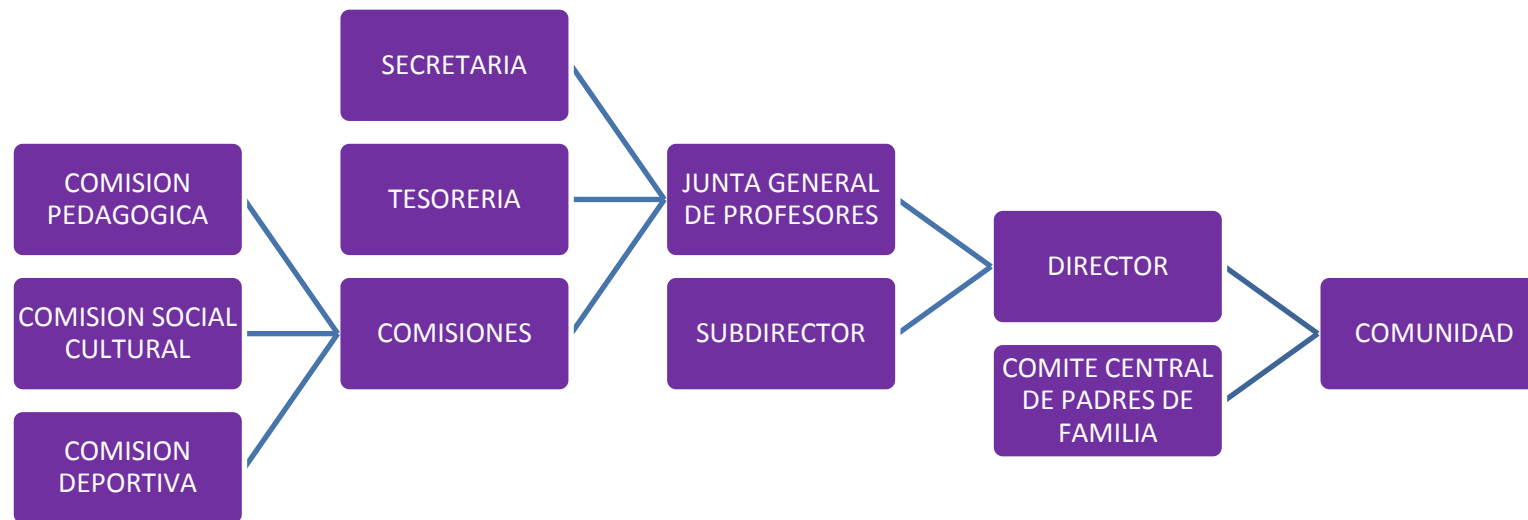 SECRETARIA
COMISION
PEDAGOGICA
TESORERIA
JUNTA GENERAL
DE PROFESORES
DIRECTOR
COMISION SOCIAL
CULTURAL
COMISIONES
SUBDIRECTOR
COMUNIDAD
COMITE CENTRAL
DE PADRES DE
FAMILIA
COMISION
DEPORTIVA